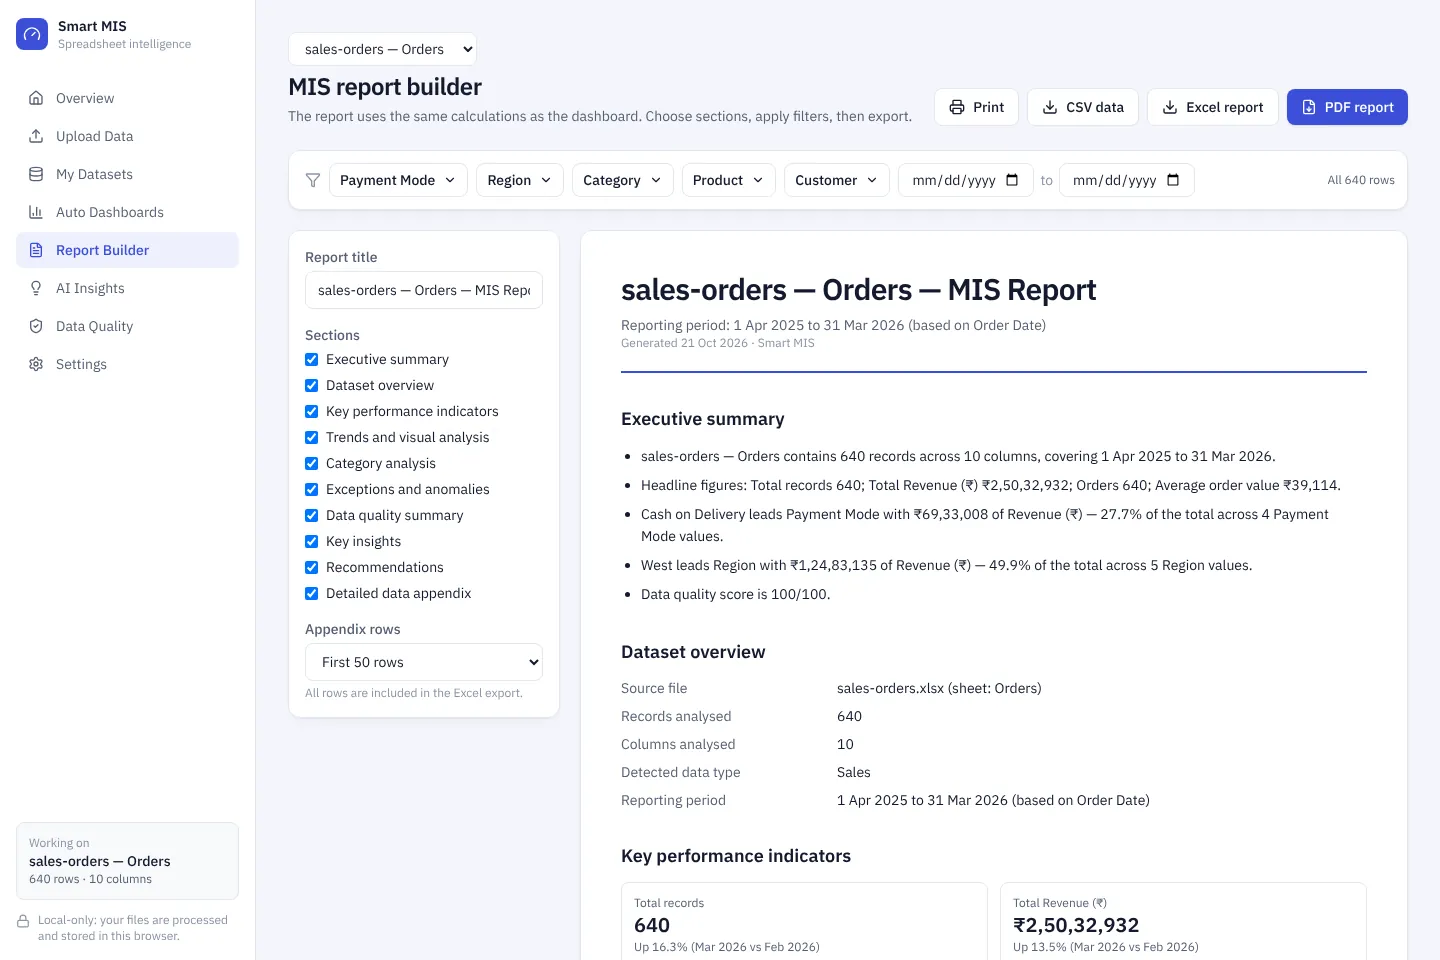 Smart MIS
Spreadsheet intelligence
Overview
Upload Data
My Datasets
Auto Dashboards
Report Builder
AI Insights
Data Quality
Settings
Working on
sales-orders — Orders
640 rows · 10 columns
Local-only: your files are processed
and stored in this browser.
sales-orders — Orders
MIS report builder
The report uses the same calculations as the dashboard. Choose sections, apply filters, then export.
Print
CSV data
Excel report
PDF report
Payment Mode
Region
Category
Product
Customer
mm/dd/yyyy
to
mm/dd/yyyy
All 640 rows
Report title
sales-orders — Orders — MIS Repo
Sections
Executive summary
Dataset overview
Key performance indicators
Trends and visual analysis
Category analysis
Exceptions and anomalies
Data quality summary
Key insights
Recommendations
Detailed data appendix
Appendix rows
First 50 rows
All rows are included in the Excel export.
sales-orders — Orders — MIS Report
Reporting period: 1 Apr 2025 to 31 Mar 2026 (based on Order Date)
Generated 21 Oct 2026 · Smart MIS
Executive summary
• sales-orders — Orders contains 640 records across 10 columns, covering 1 Apr 2025 to 31 Mar 2026.
• Headline figures: Total records 640; Total Revenue (₹) ₹2,50,32,932; Orders 640; Average order value ₹39,114.
• Cash on Delivery leads Payment Mode with ₹69,33,008 of Revenue (₹) — 27.7% of the total across 4 Payment
Mode values.
• West leads Region with ₹1,24,83,135 of Revenue (₹) — 49.9% of the total across 5 Region values.
• Data quality score is 100/100.
Dataset overview
Source file sales-orders.xlsx (sheet: Orders)
Records analysed 640
Columns analysed 10
Detected data type Sales
Reporting period 1 Apr 2025 to 31 Mar 2026 (based on Order Date)
Key performance indicators
Total records
640
Up 16.3% (Mar 2026 vs Feb 2026)
Total Revenue (₹)
₹2,50,32,932
Up 13.5% (Mar 2026 vs Feb 2026)